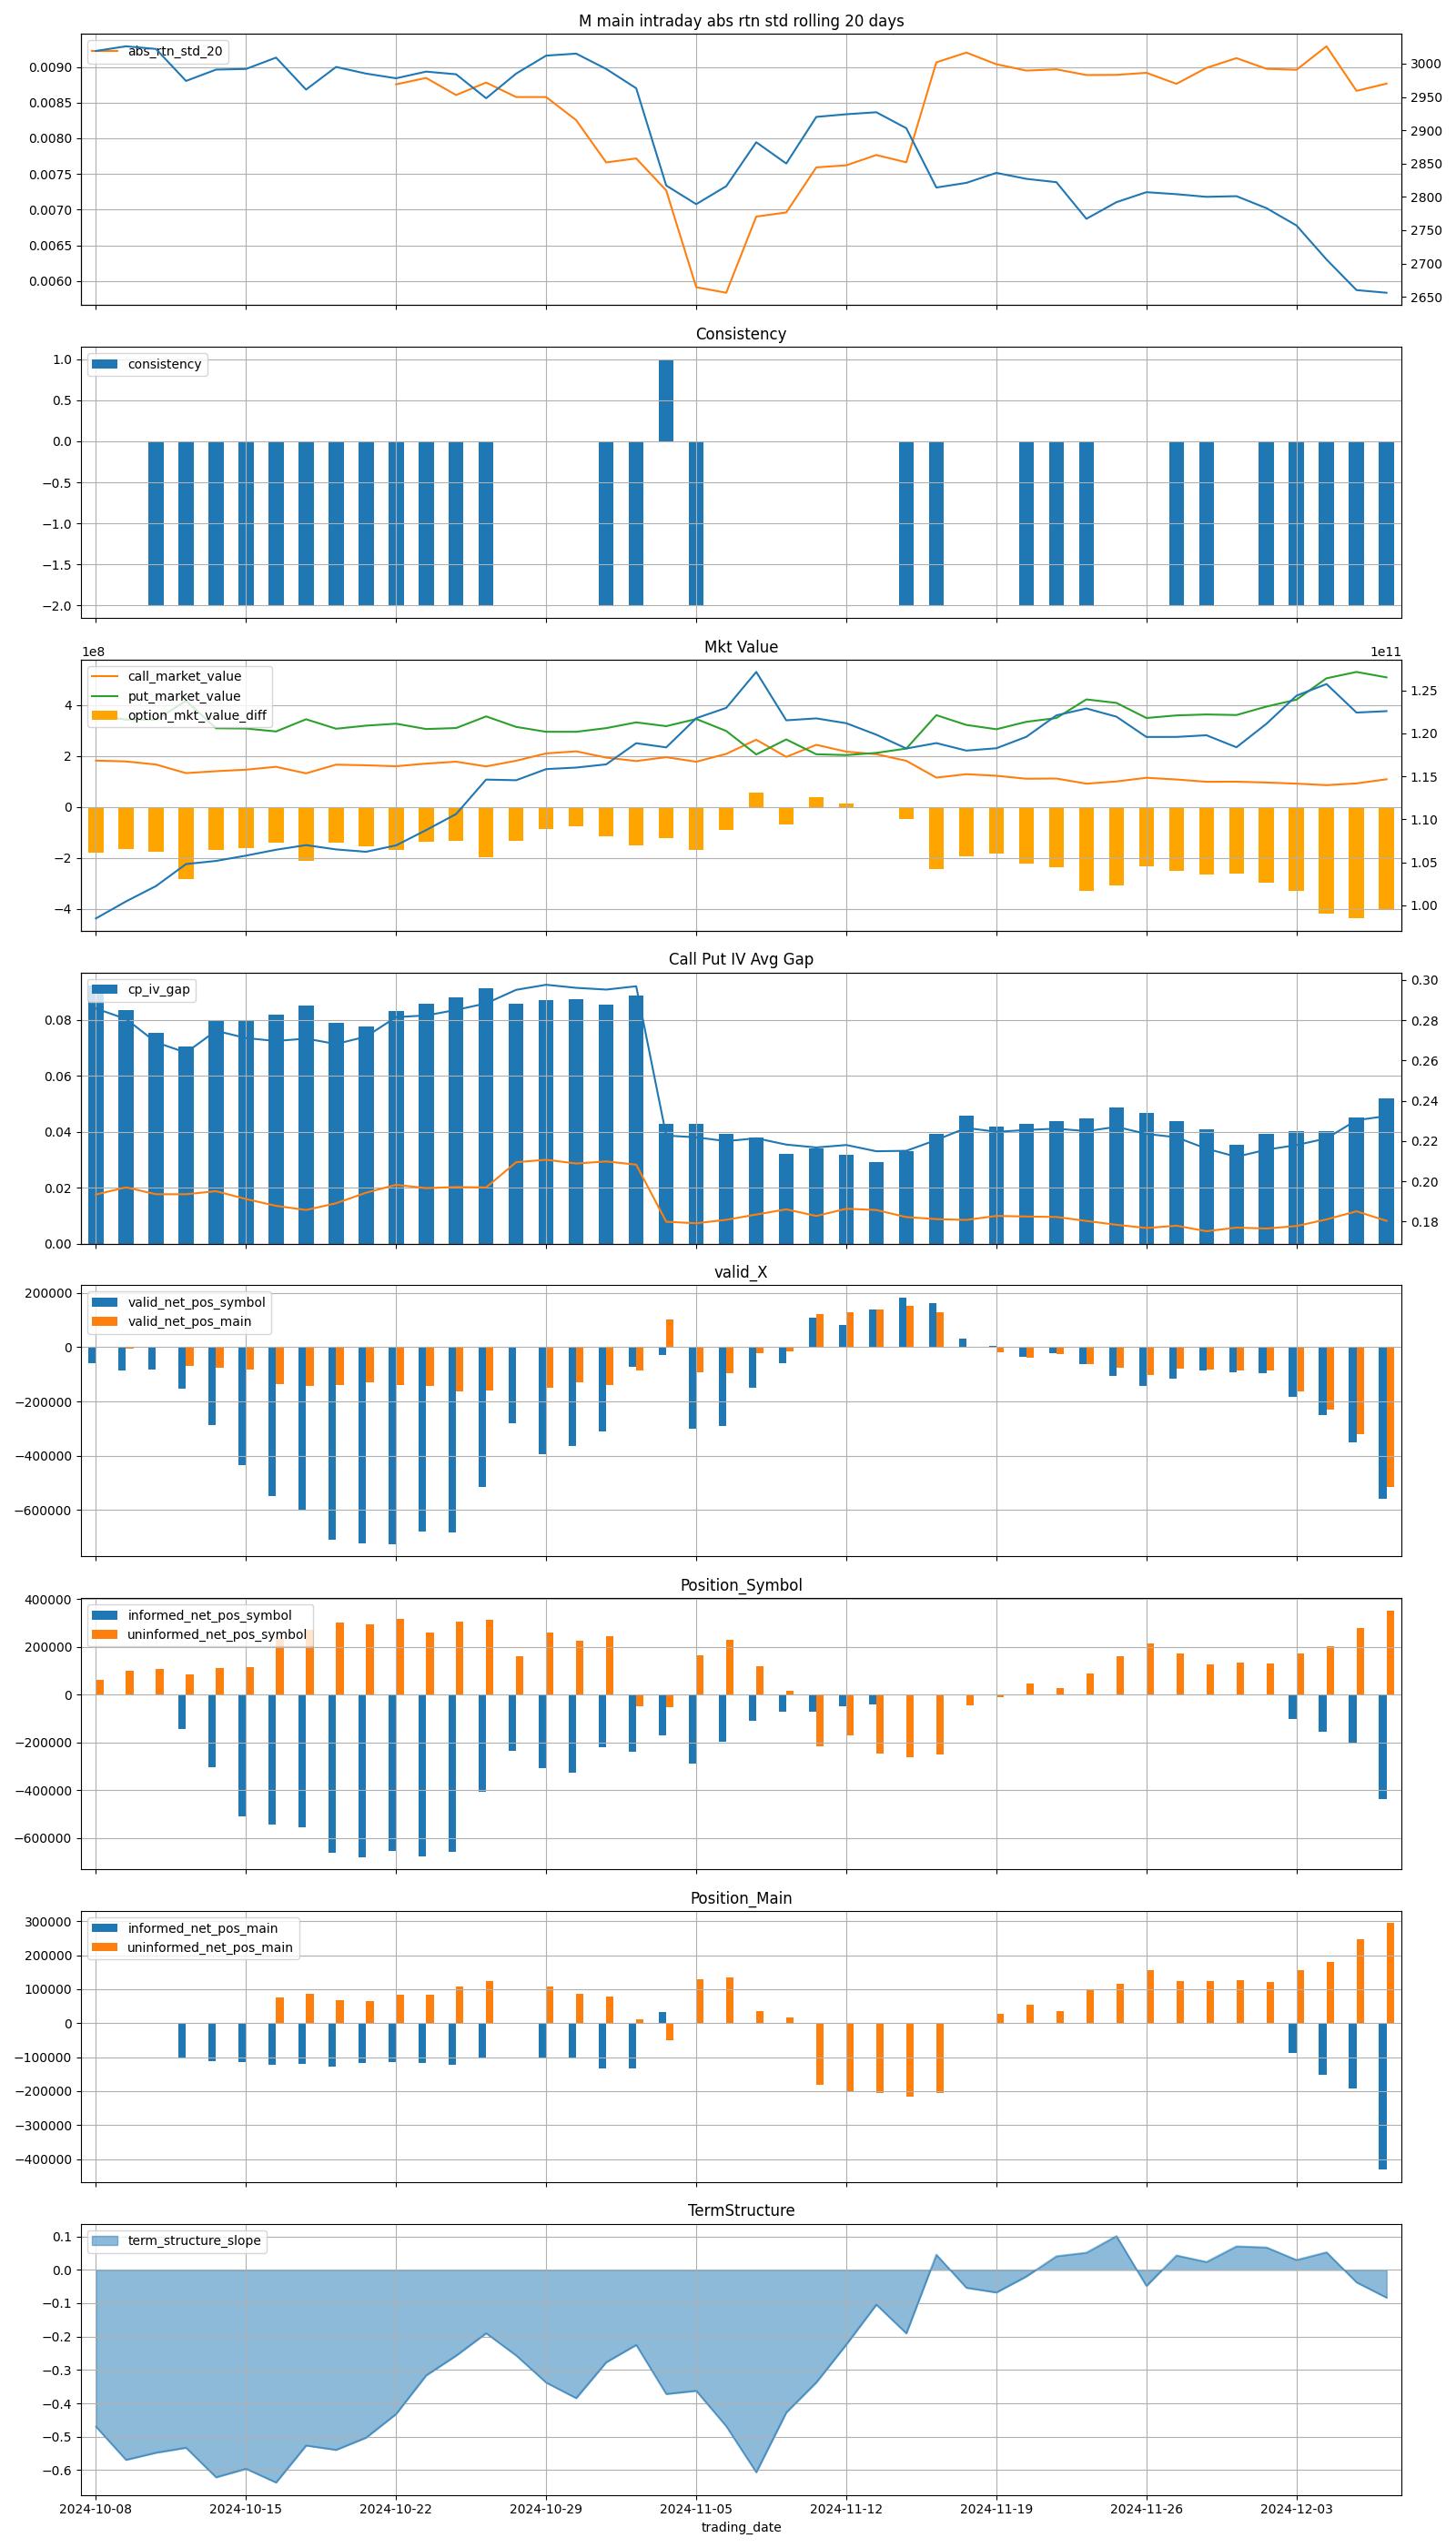 M main intraday abs rtn std rolling 20 days
abs_rtn_std_20
0.0090
0.0085
0.0080
0.0075
0.0070
0.0065
0.0060
3000
2950
2900
2850
2800
2750
2700
2650
Consistency
consistency
1.0
0.5
0.0
−0.5
−1.0
−1.5
−2.0
Mkt Value
1e8
1e11
call_market_value
put_market_value
option_mkt_value_diff
4
2
0
−2
−4
1.25
1.20
1.15
1.10
1.05
1.00
Call Put IV Avg Gap
cp_iv_gap
0.08
0.06
0.04
0.02
0.00
0.30
0.28
0.26
0.24
0.22
0.20
0.18
valid_X
valid_net_pos_symbol
valid_net_pos_main
200000
0
−200000
−400000
−600000
Position_Symbol
informed_net_pos_symbol
uninformed_net_pos_symbol
400000
200000
0
−200000
−400000
−600000
Position_Main
informed_net_pos_main
uninformed_net_pos_main
300000
200000
100000
0
−100000
−200000
−300000
−400000
TermStructure
term_structure_slope
0.1
0.0
−0.1
−0.2
−0.3
−0.4
−0.5
−0.6
2024-10-08 2024-10-15 2024-10-22 2024-10-29 2024-11-05 2024-11-12 2024-11-19 2024-11-26 2024-12-03
trading_date